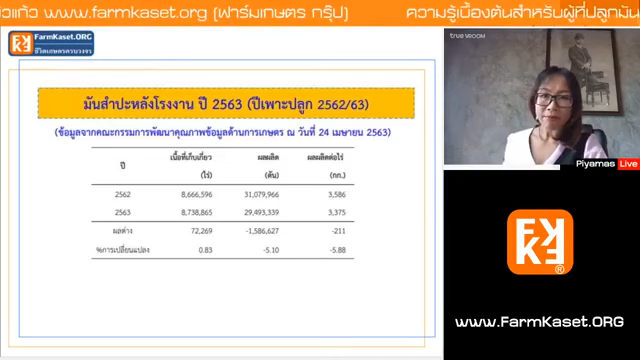 www.farmkaset.org (ฟาร์มเกษตร กรุ๊ป)
ความรู้เบื้องต้นสำหรับผู้ที่ปลูกมัน
FarmKaset.ORG
ชีวิตเกษตรครบวงจร
true VROOM
มันสำปะหลังโรงงาน ปี 2563 (ปีเพาะปลูก 2562/63)
(ข้อมูลจากคณะกรรมการพัฒนาคุณภาพข้อมูลด้านการเกษตร ณ วันที่ 24 เมษายน 2563)
ปี เนื้อที่เก็บเกี่ยว (ไร่) ผลผลิต (ตัน) ผลผลิตต่อไร่ (กก.)
2562 8,666,596 31,079,966 3,586
2563 8,738,865 29,493,339 3,375
ผลต่าง 72,269 -1,586,627 -211
%การเปลี่ยนแปลง 0.83 -5.10 -5.88
Piyamas Live
®
www.FarmKaset.ORG